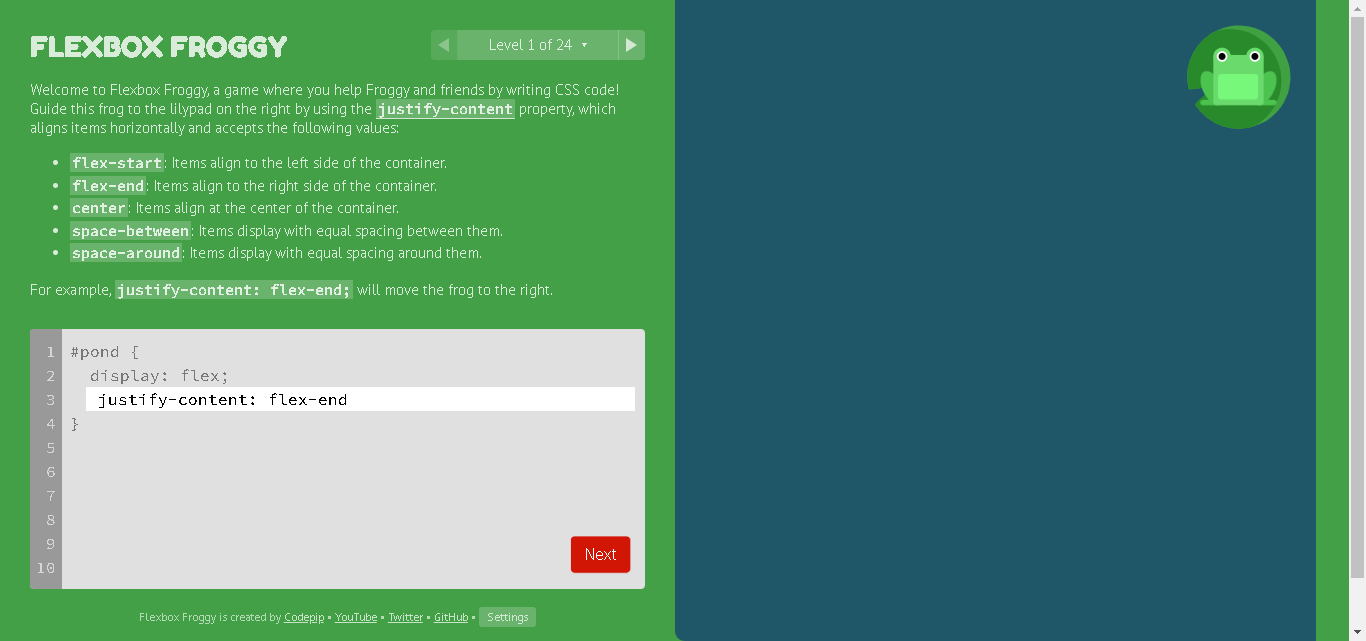 FLEXBOX FROGGY
Level 1 of 24
Welcome to Flexbox Froggy, a game where you help Froggy and friends by writing CSS code!
Guide this frog to the lilypad on the right by using the justify-content property, which
aligns items horizontally and accepts the following values:
flex-start: Items align to the left side of the container.
flex-end: Items align to the right side of the container.
center: Items align at the center of the container.
space-between: Items display with equal spacing between them.
space-around: Items display with equal spacing around them.
For example, justify-content: flex-end; will move the frog to the right.
1 #pond {
2 display: flex;
3 justify-content: flex-end
4 }
5
6
7
8
9
10
Next
Flexbox Froggy is created by Codepip • YouTube • Twitter • GitHub • Settings